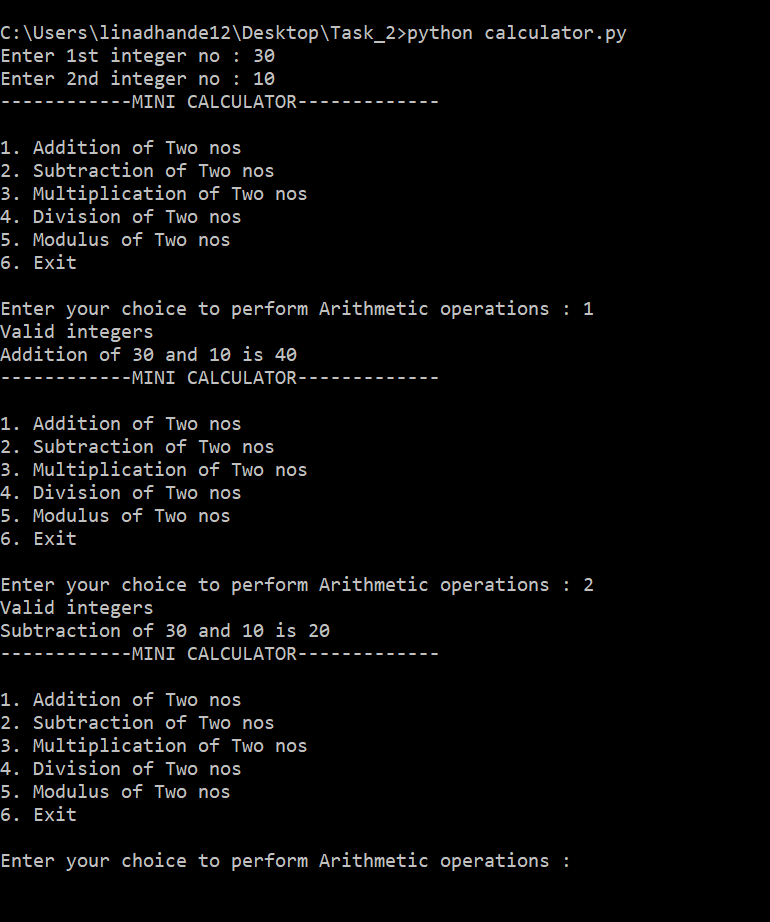 C:\Users\linadhande12\Desktop\Task_2>python calculator.py
Enter 1st integer no : 30
Enter 2nd integer no : 10
------------MINI CALCULATOR-------------
1. Addition of Two nos
2. Subtraction of Two nos
3. Multiplication of Two nos
4. Division of Two nos
5. Modulus of Two nos
6. Exit
Enter your choice to perform Arithmetic operations : 1
Valid integers
Addition of 30 and 10 is 40
------------MINI CALCULATOR-------------
1. Addition of Two nos
2. Subtraction of Two nos
3. Multiplication of Two nos
4. Division of Two nos
5. Modulus of Two nos
6. Exit
Enter your choice to perform Arithmetic operations : 2
Valid integers
Subtraction of 30 and 10 is 20
------------MINI CALCULATOR-------------
1. Addition of Two nos
2. Subtraction of Two nos
3. Multiplication of Two nos
4. Division of Two nos
5. Modulus of Two nos
6. Exit
Enter your choice to perform Arithmetic operations :